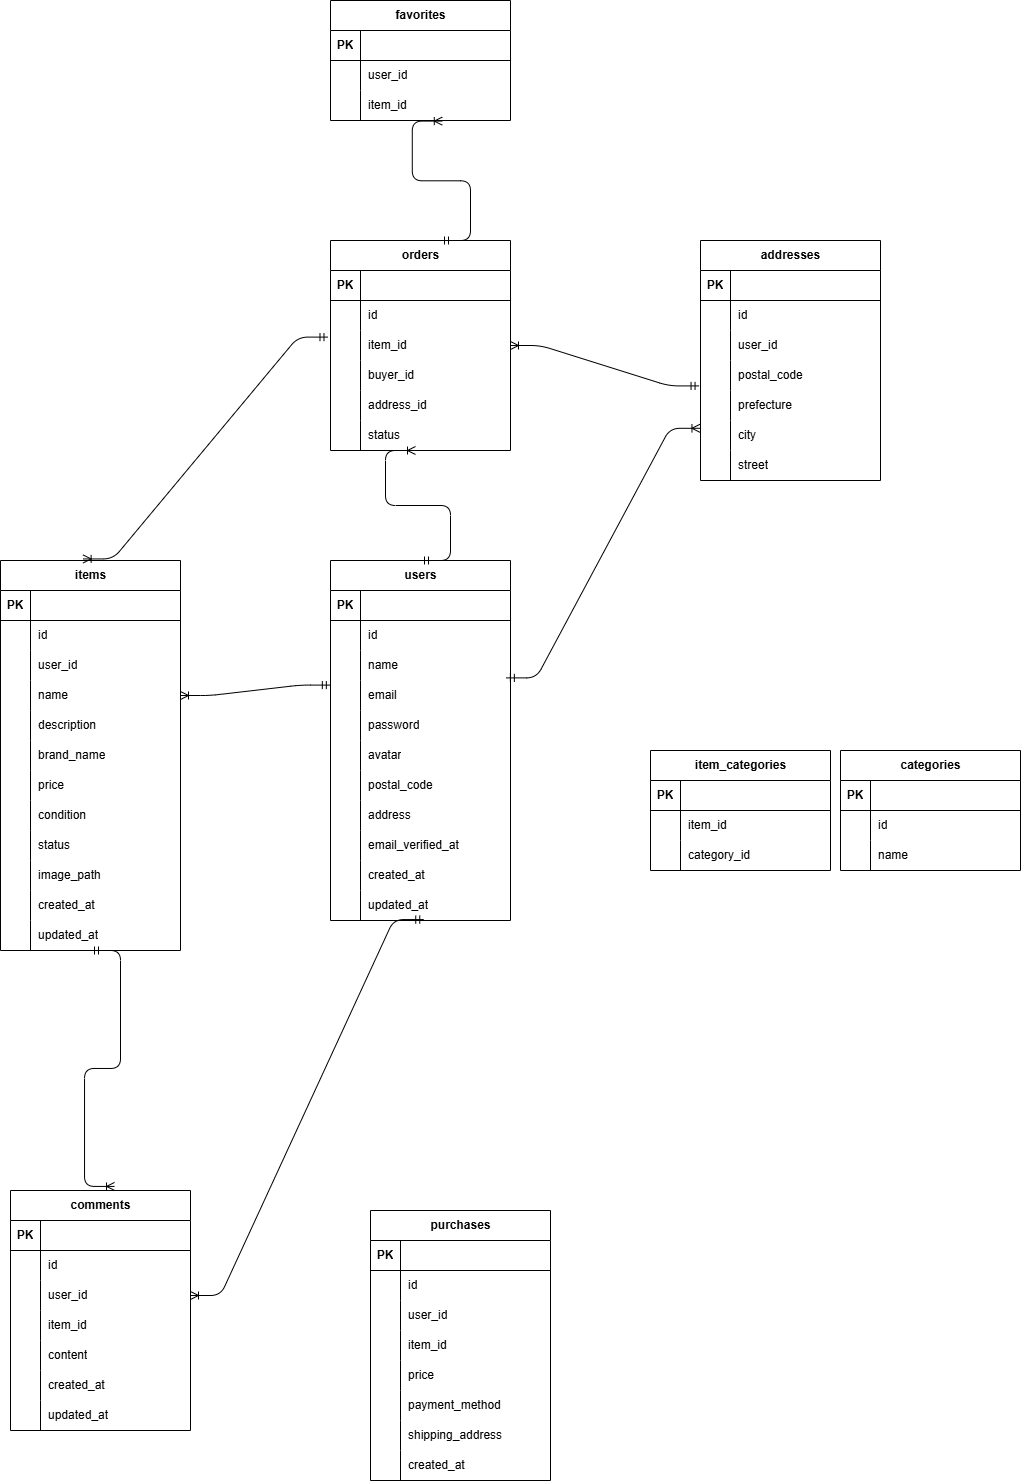 favorites
PK
user_id
item_id
orders
PK
id
item_id
buyer_id
address_id
status
addresses
PK
id
user_id
postal_code
prefecture
city
street
items
PK
id
user_id
name
description
brand_name
price
condition
status
image_path
created_at
updated_at
users
PK
id
name
email
password
avatar
postal_code
address
email_verified_at
created_at
updated_at
item_categories
PK
item_id
category_id
categories
PK
id
name
comments
PK
id
user_id
item_id
content
created_at
updated_at
purchases
PK
id
user_id
item_id
price
payment_method
shipping_address
created_at